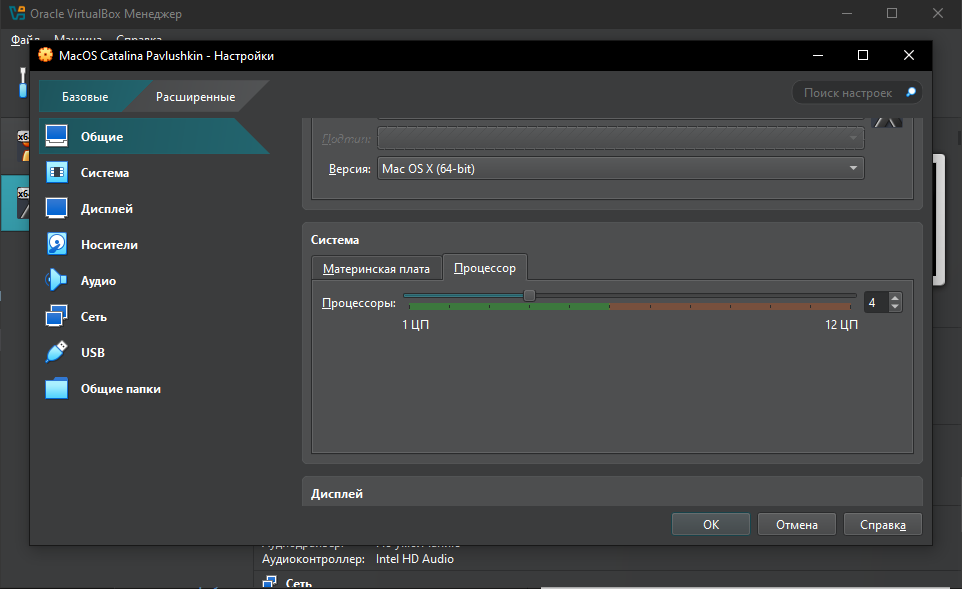 Oracle VirtualBox Менеджер
Файл Машина Справка
MacOS Catalina Pavlushkin - Настройки
Базовые
Расширенные
Поиск настроек
Общие
Система
Дисплей
Носители
Аудио
Сеть
USB
Общие папки
Подтип:
Версия: Mac OS X (64-bit)
Система
Материнская плата
Процессор
Процессоры:
4
1 ЦП
12 ЦП
Дисплей
OK
Отмена
Справка
Аудиоконтроллер: Intel HD Audio
Сеть